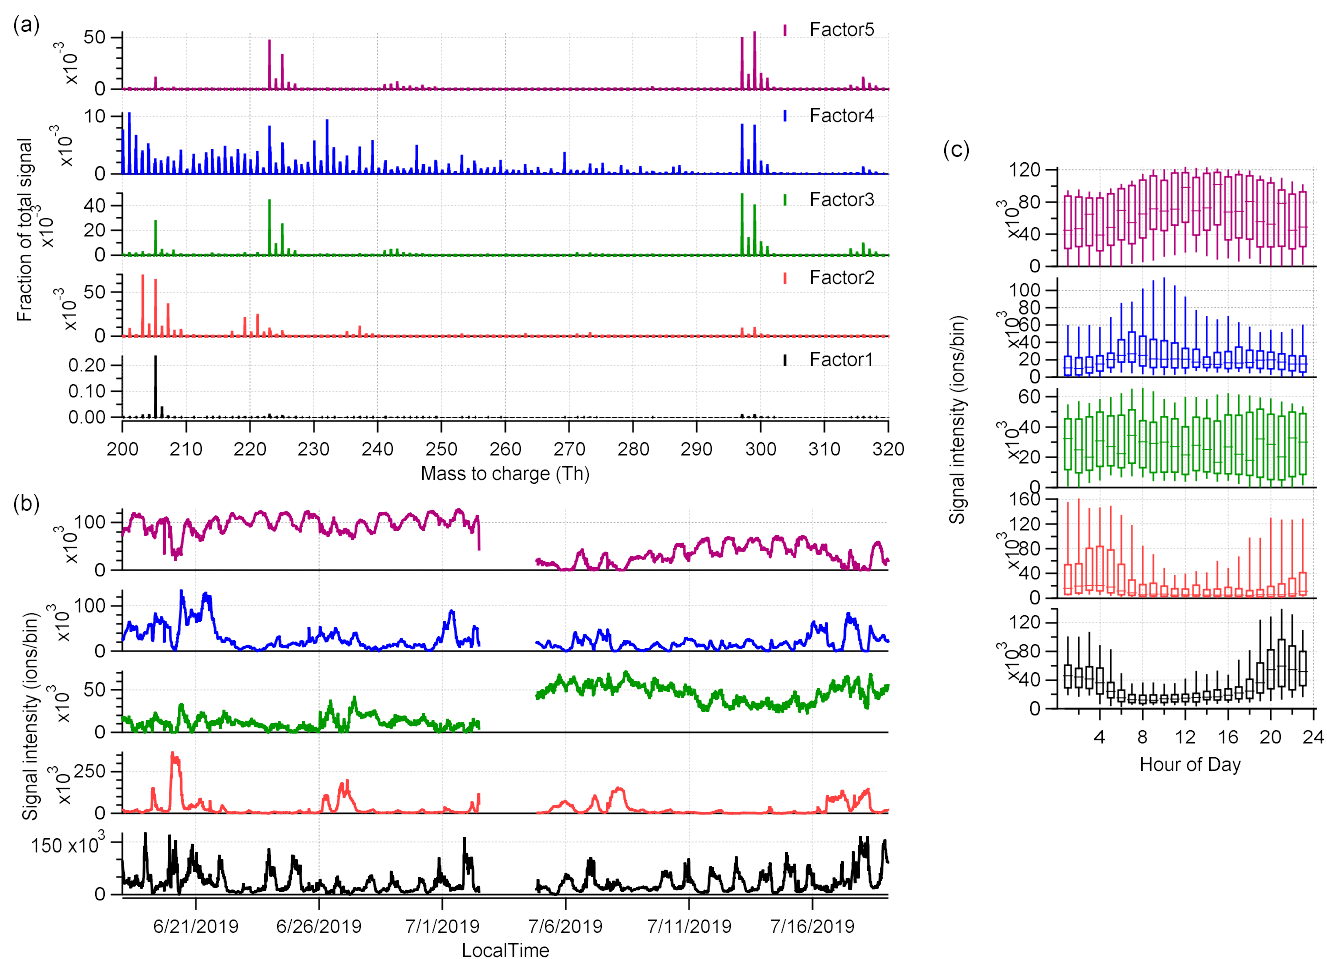 (a)
Fraction of total signal
50
0
x10⁻³
Factor5
10
0
x10⁻³
Factor4
40
20
0
x10⁻³
Factor3
50
0
x10⁻³
Factor2
0.20
0.10
0.00
Factor1
200 210 220 230 240 250 260 270 280 290 300 310 320
Mass to charge (Th)
(b)
Signal intensity (ions/bin)
100
0
x10³
100
0
x10³
50
0
x10³
250
0
x10³
150 x10³
0
6/21/2019 6/26/2019 7/1/2019 7/6/2019 7/11/2019 7/16/2019
LocalTime
(c)
Signal intensity (ions/bin)
120
80
40
0
x10³
100
60
20
0
x10³
60
40
20
0
x10³
160
120
80
40
0
x10³
120
80
40
0
x10³
4 8 12 16 20 24
Hour of Day